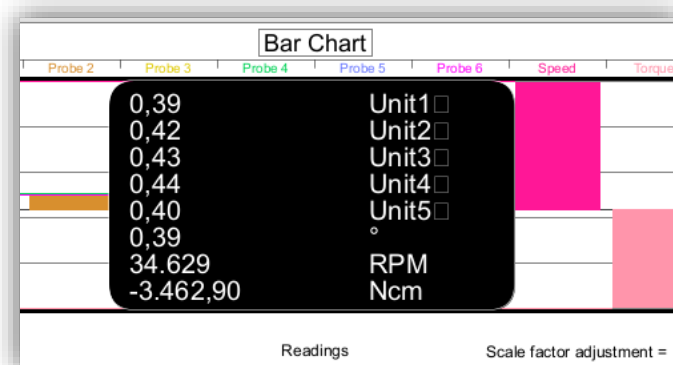 Bar Chart
Probe 2 Probe 3 Probe 4 Probe 5 Probe 6 Speed Torque
0,39 Unit1□
0,42 Unit2□
0,43 Unit3□
0,44 Unit4□
0,40 Unit5□
0,39 °
34.629 RPM
-3.462,90 Ncm
Readings Scale factor adjustment =